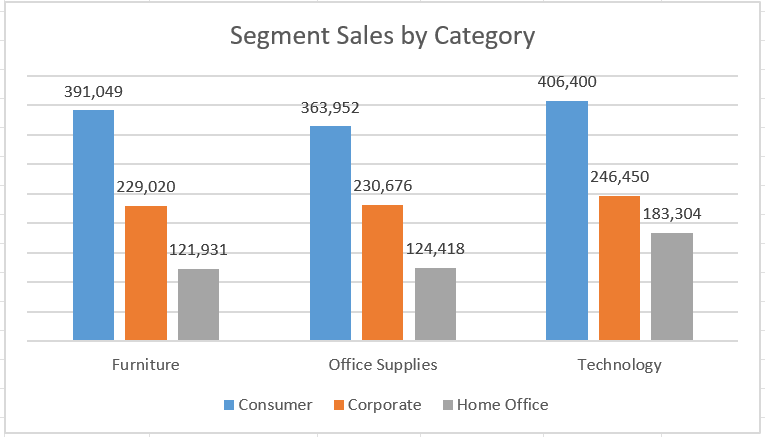 Segment Sales by Category
391,049
229,020
121,931
363,952
230,676
124,418
406,400
246,450
183,304
Furniture
Office Supplies
Technology
Consumer
Corporate
Home Office